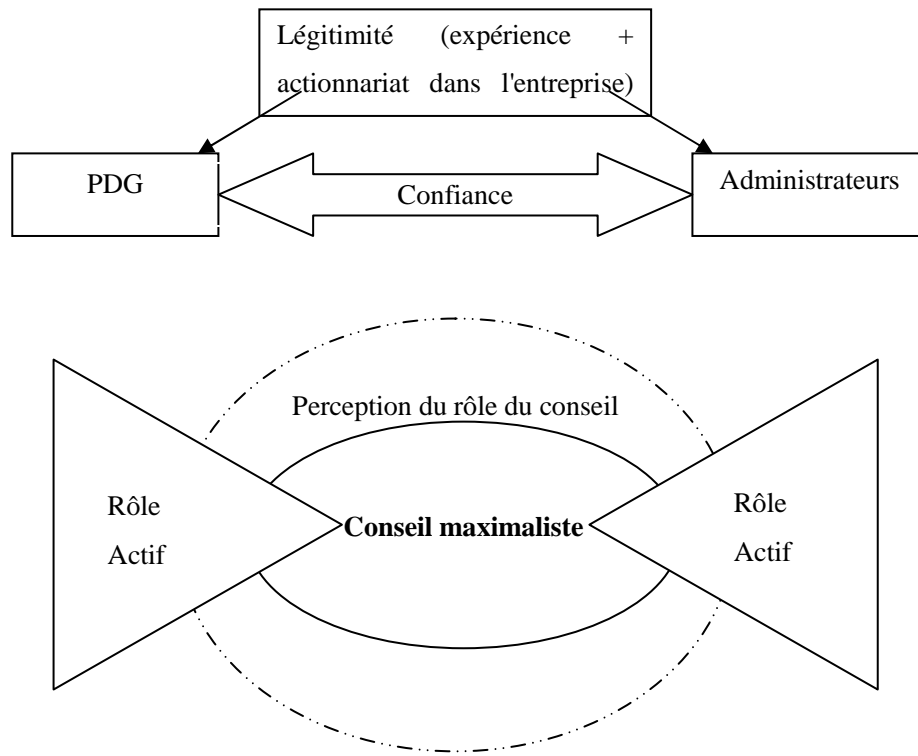 Légitimité (expérience +
actionnariat dans l'entreprise)
PDG
Confiance
Administrateurs
Perception du rôle du conseil
Rôle
Actif
Conseil maximaliste
Rôle
Actif